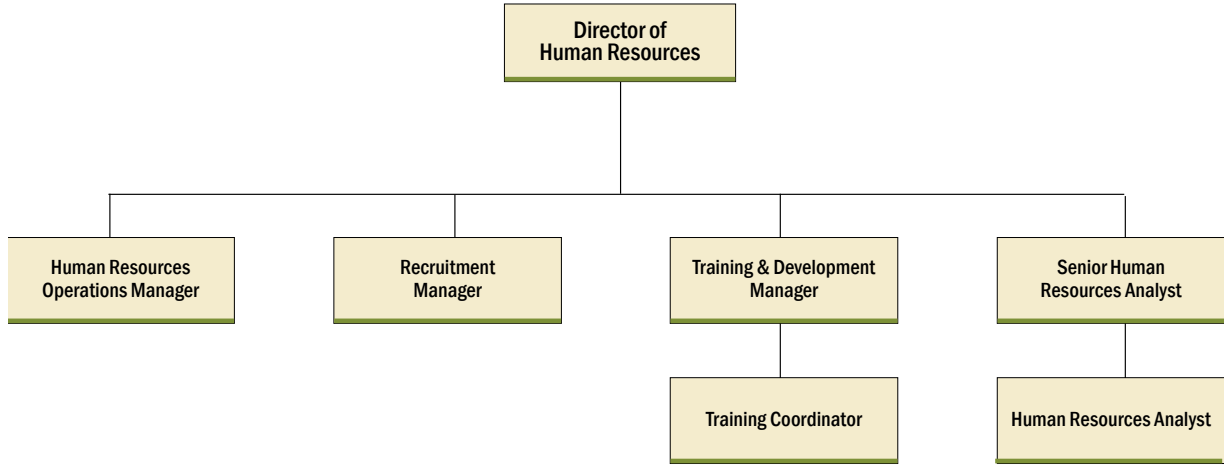 Director of
Human Resources
Human Resources
Operations Manager
Recruitment
Manager
Training & Development
Manager
Senior Human
Resources Analyst
Training Coordinator
Human Resources Analyst